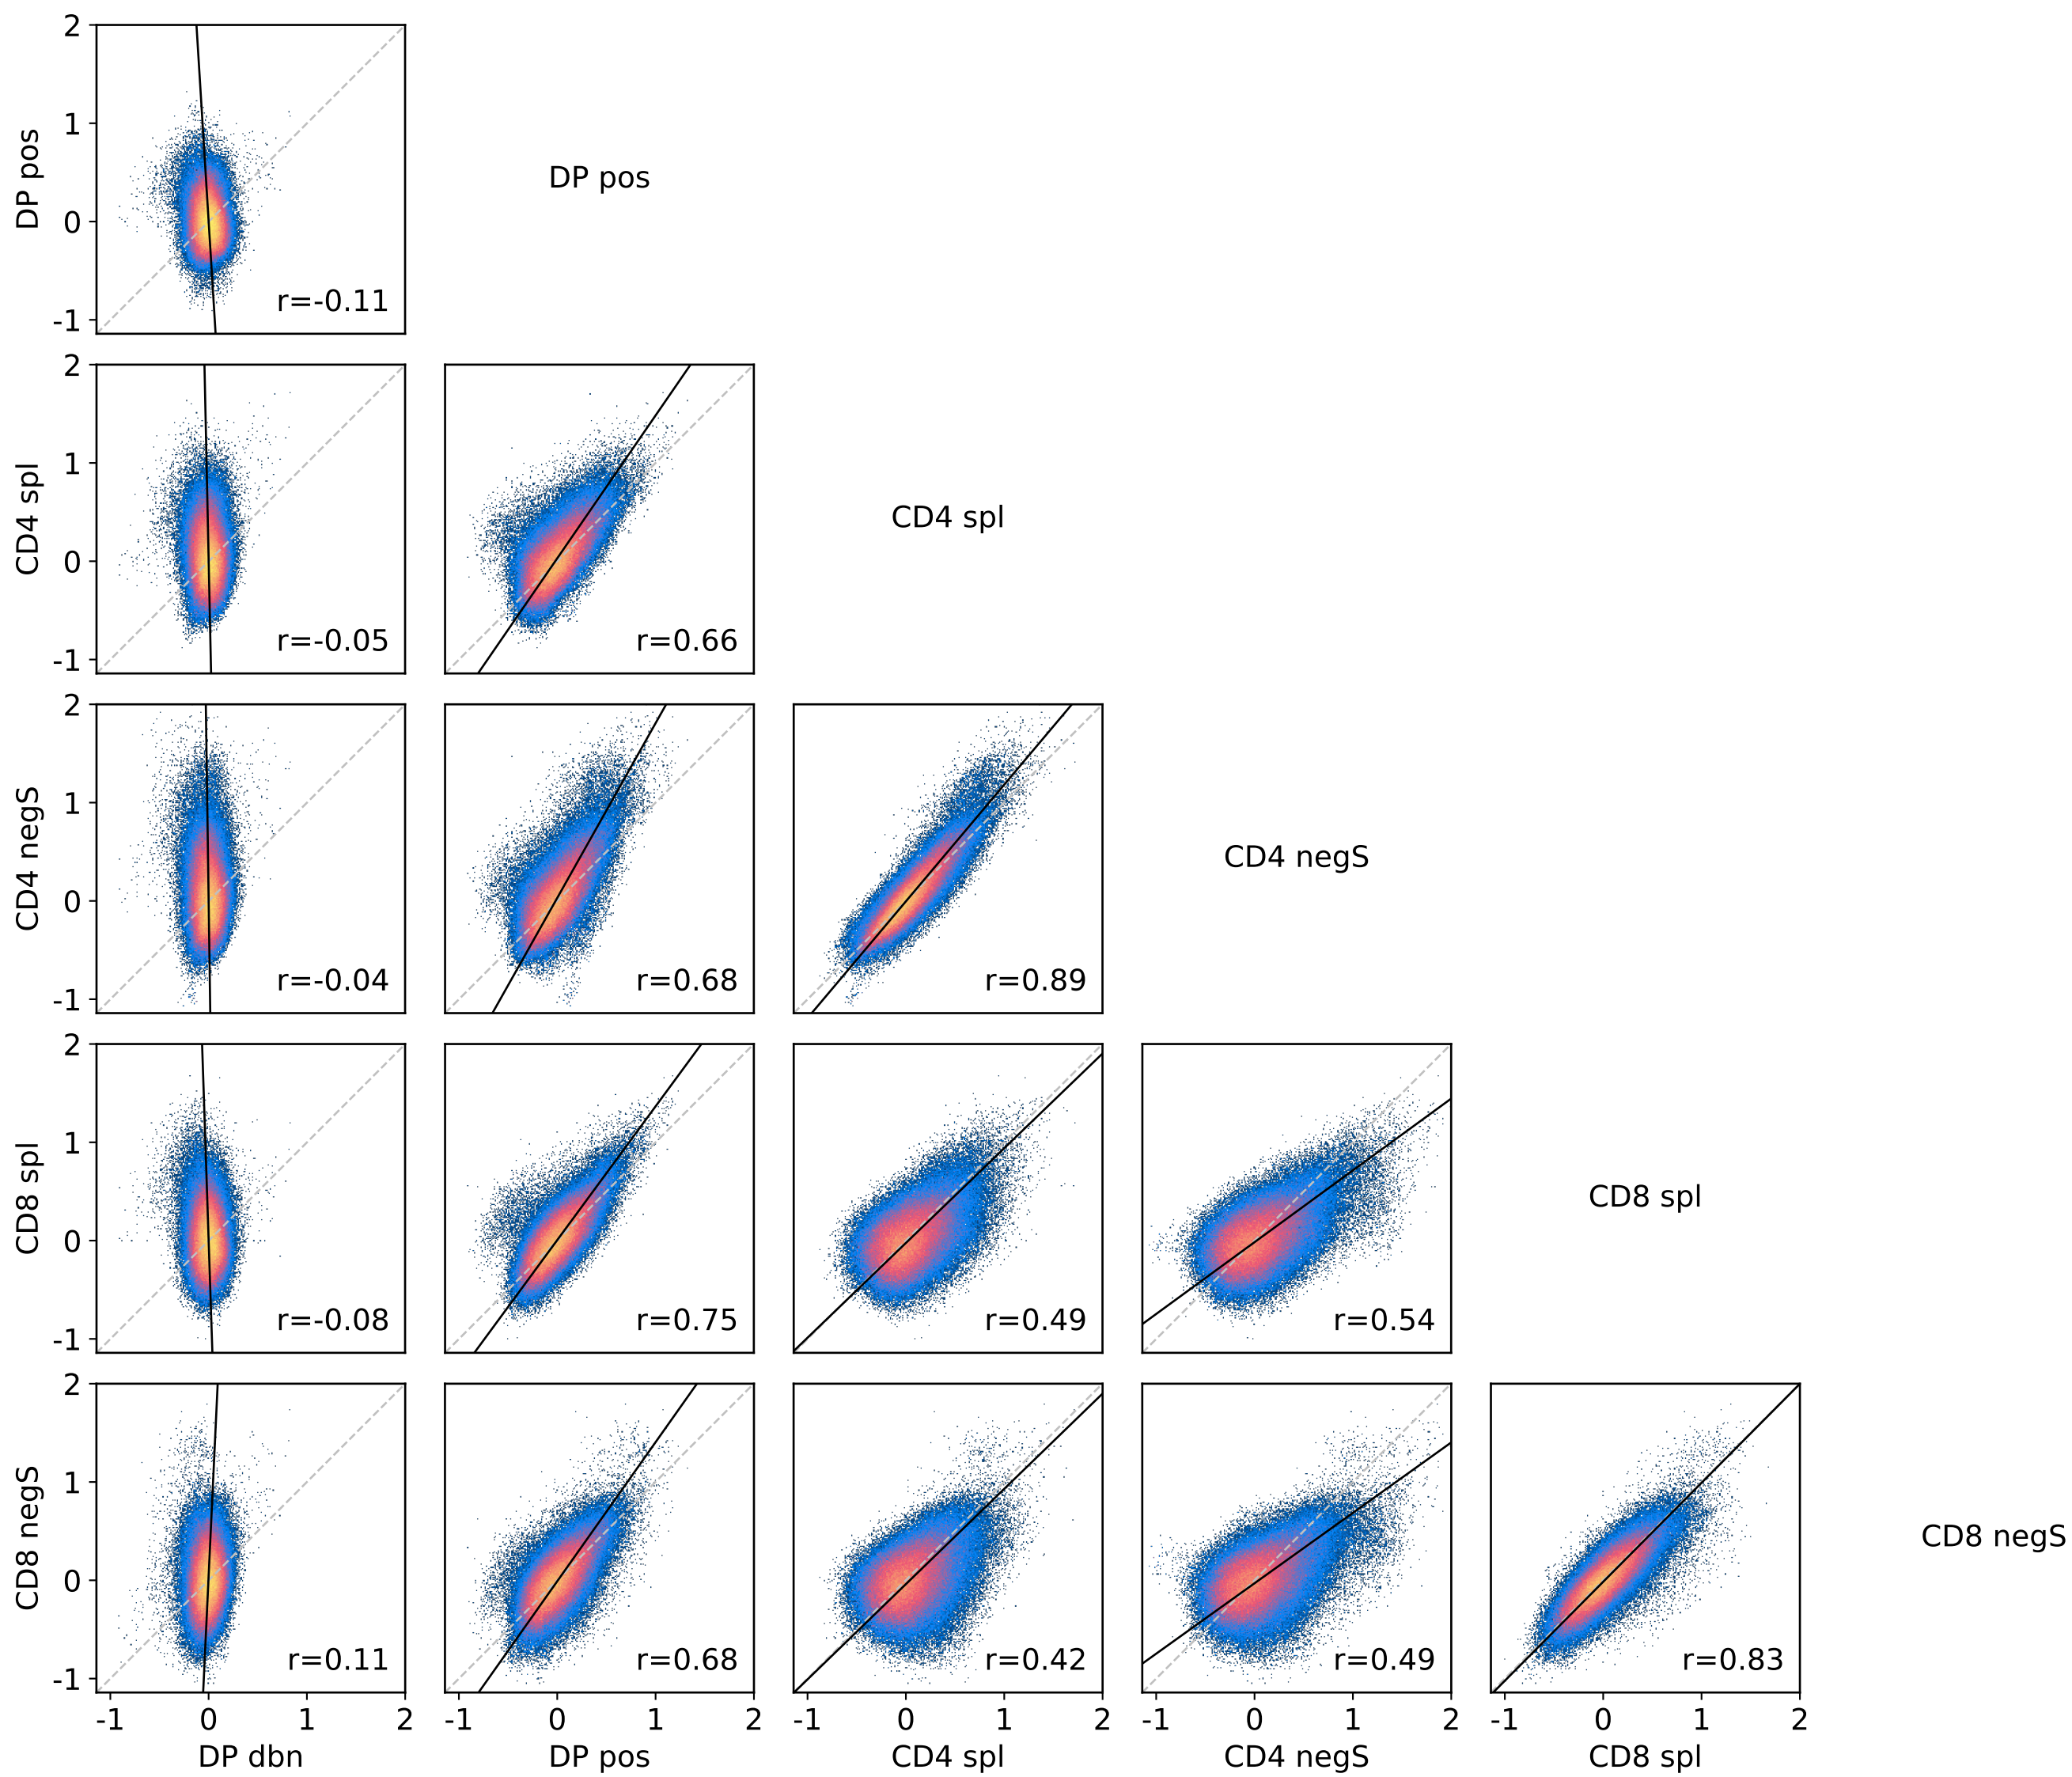 2
1
0
-1
DP pos
r=-0.11
DP pos
2
1
0
-1
CD4 spl
r=-0.05
r=0.66
CD4 spl
2
1
0
-1
CD4 negS
r=-0.04
r=0.68
r=0.89
CD4 negS
2
1
0
-1
CD8 spl
r=-0.08
r=0.75
r=0.49
r=0.54
CD8 spl
2
1
0
-1
CD8 negS
r=0.11
r=0.68
r=0.42
r=0.49
r=0.83
CD8 negS
-1 0 1 2 -1 0 1 2 -1 0 1 2 -1 0 1 2 -1 0 1 2
DP dbn DP pos CD4 spl CD4 negS CD8 spl